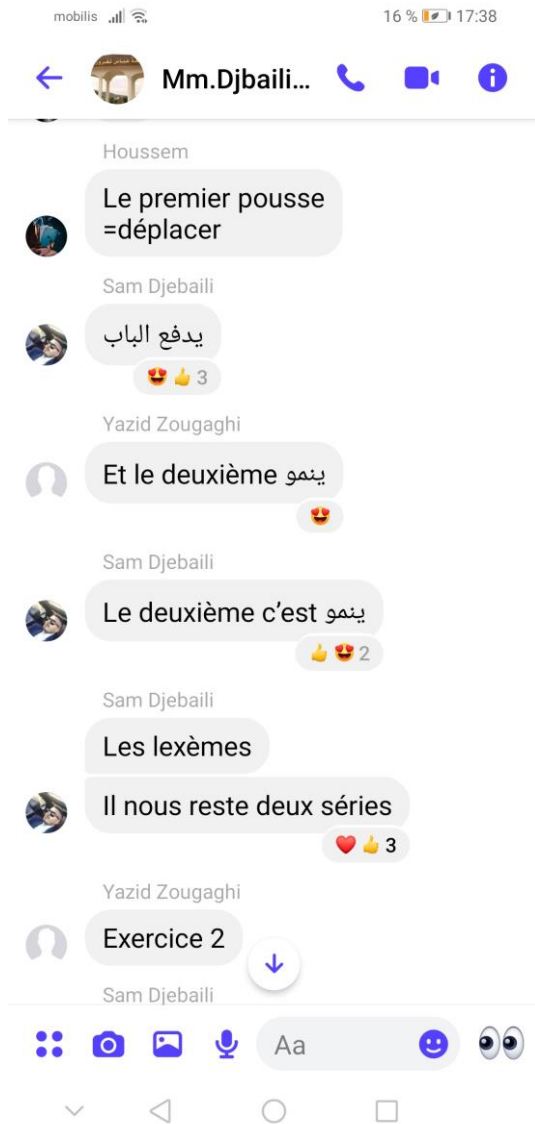 mobilis 16 % 17:38
Mm.Djbaili...
Houssem
Le premier pousse
=déplacer
Sam Djebaili
يدفع الباب
3
Yazid Zougaghi
Et le deuxième ينمو
Sam Djebaili
Le deuxième c’est ينمو
2
Sam Djebaili
Les lexèmes
Il nous reste deux séries
3
Yazid Zougaghi
Exercice 2
Sam Djebaili
Aa